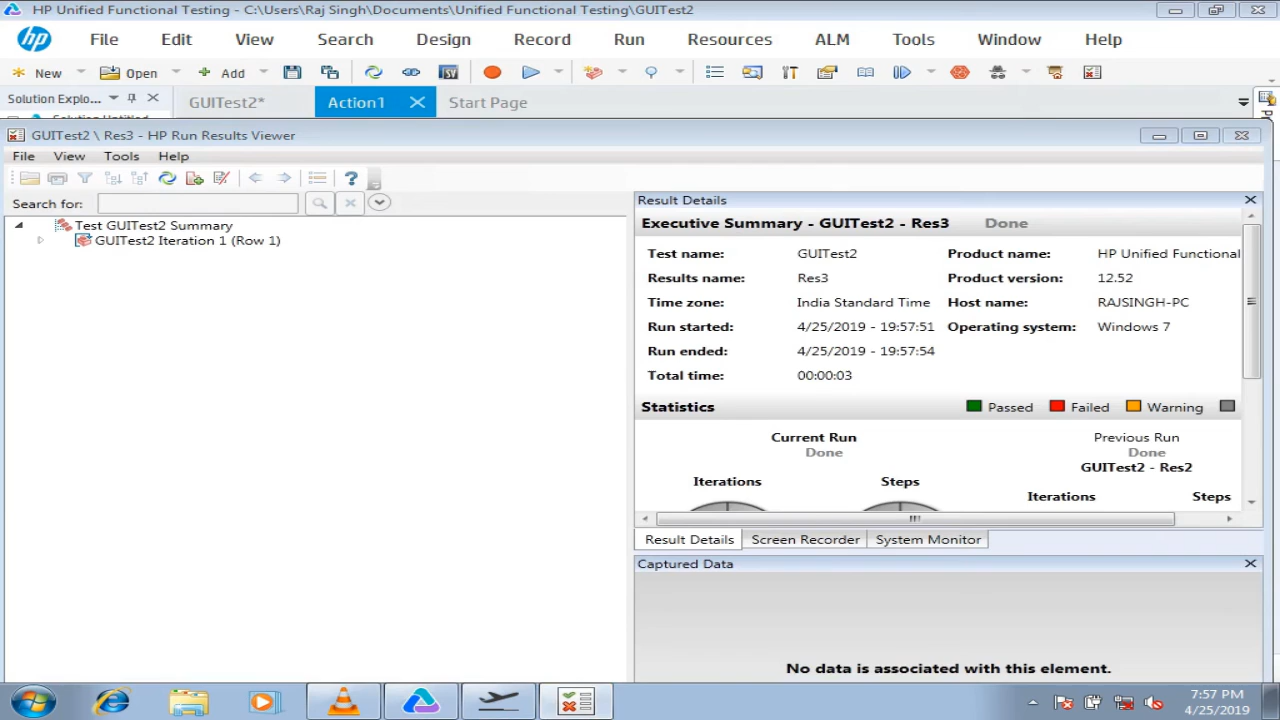 HP Unified Functional Testing - C:\Users\Raj Singh\Documents\Unified Functional Testing\GUITest2
hp File Edit View Search Design Record Run Resources ALM Tools Window Help
New Open Add
Solution Explo... GUITest2* Action1 Start Page
Solution Untitled
GUITest2 \ Res3 - HP Run Results Viewer
File View Tools Help
Search for:
Test GUITest2 Summary
GUITest2 Iteration 1 (Row 1)
Result Details
Executive Summary - GUITest2 - Res3 Done
Test name: GUITest2 Product name: HP Unified Functional
Results name: Res3 Product version: 12.52
Time zone: India Standard Time Host name: RAJSINGH-PC
Run started: 4/25/2019 - 19:57:51 Operating system: Windows 7
Run ended: 4/25/2019 - 19:57:54
Total time: 00:00:03
Statistics Passed Failed Warning
Current Run Previous Run
Done Done
GUITest2 - Res2
Iterations Steps Iterations Steps
Result Details Screen Recorder System Monitor
Captured Data
No data is associated with this element.
7:57 PM
4/25/2019